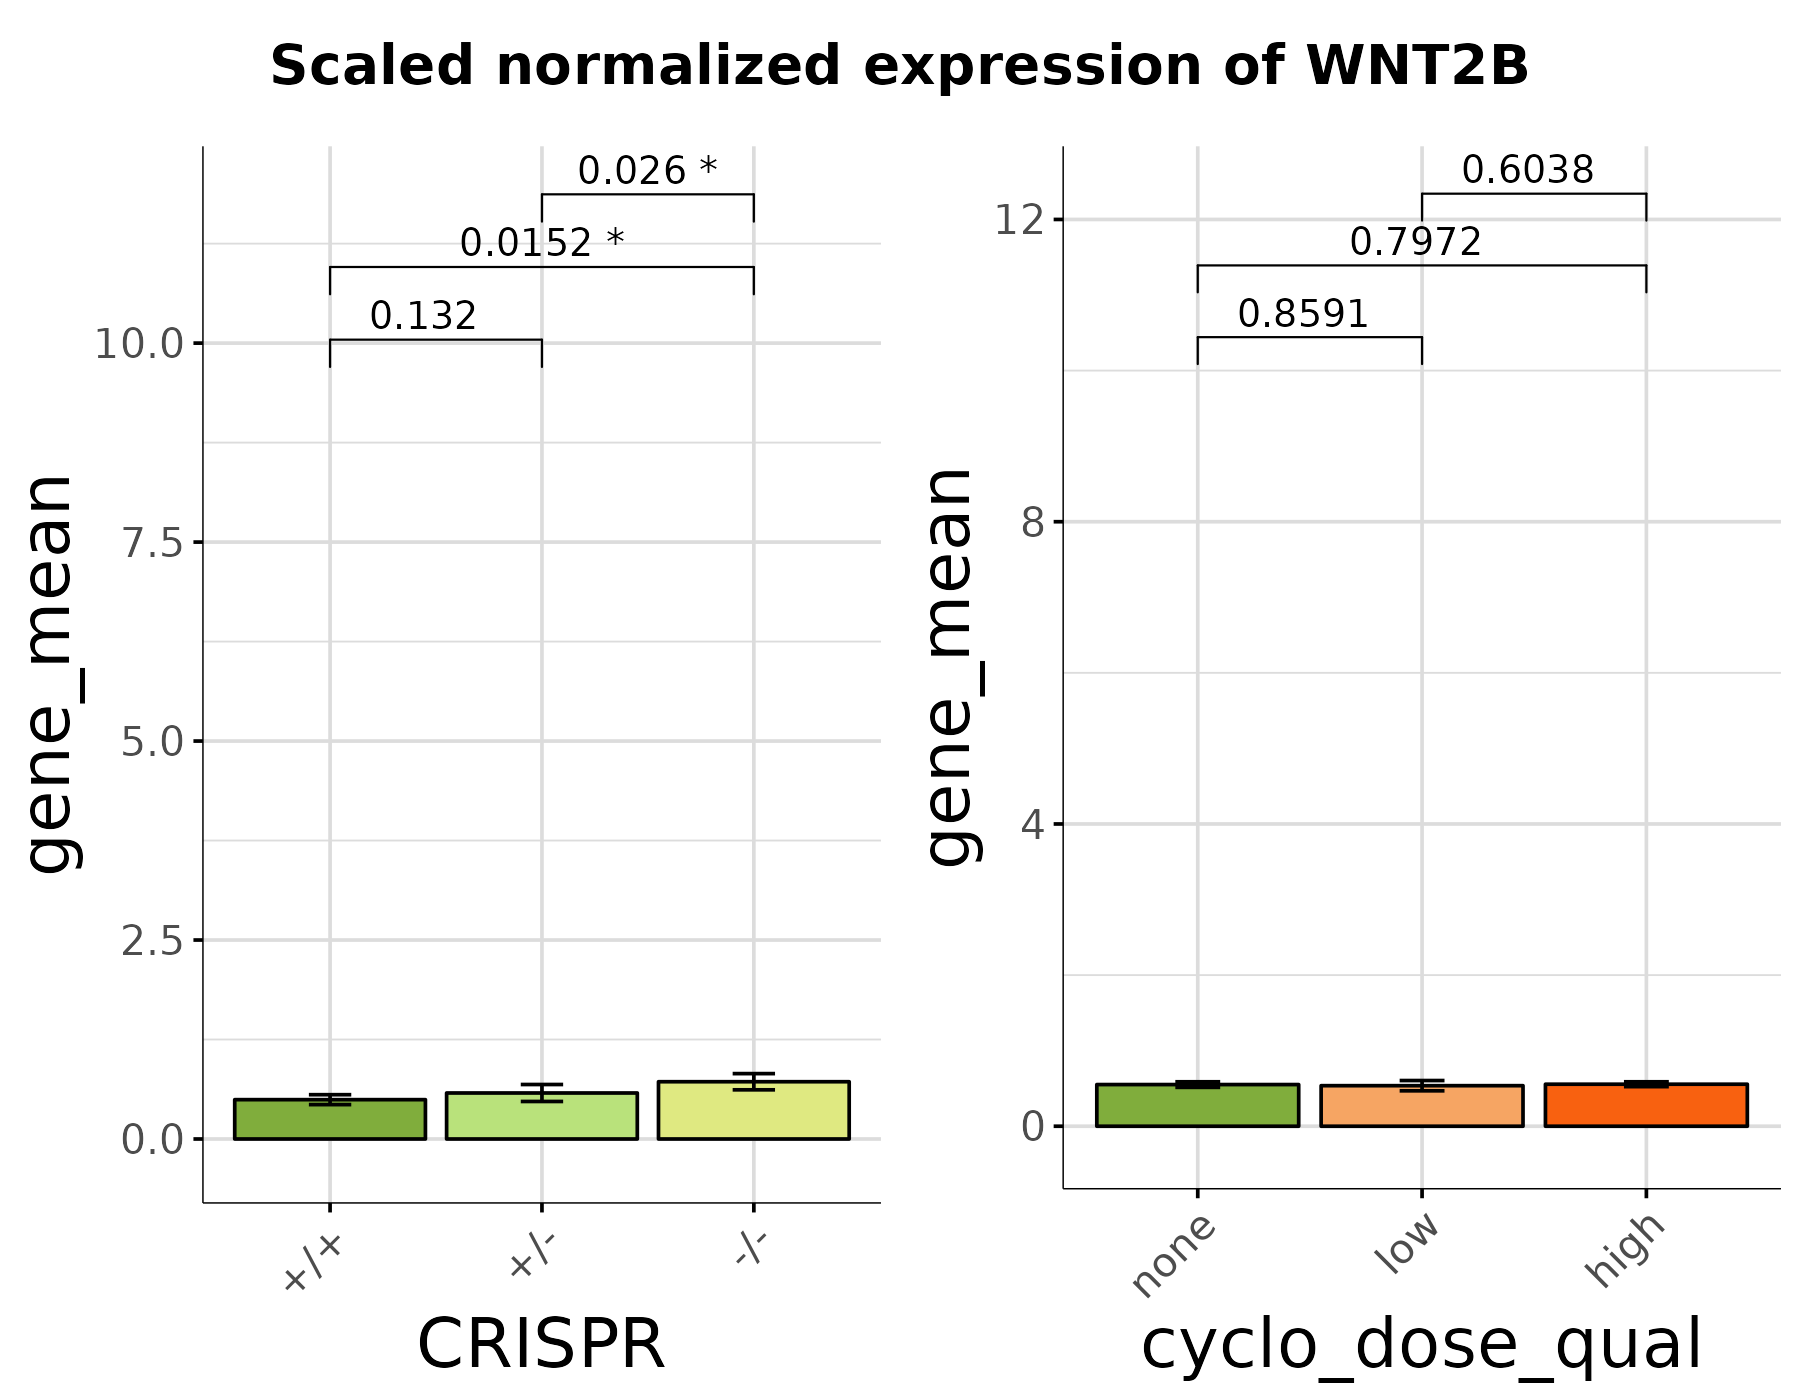 Scaled normalized expression of WNT2B
gene_mean
10.0
7.5
5.0
2.5
0.0
0.026 *
0.0152 *
0.132
+/+
+/-
-/-
CRISPR
gene_mean
12
8
4
0
0.6038
0.7972
0.8591
none
low
high
cyclo_dose_qual